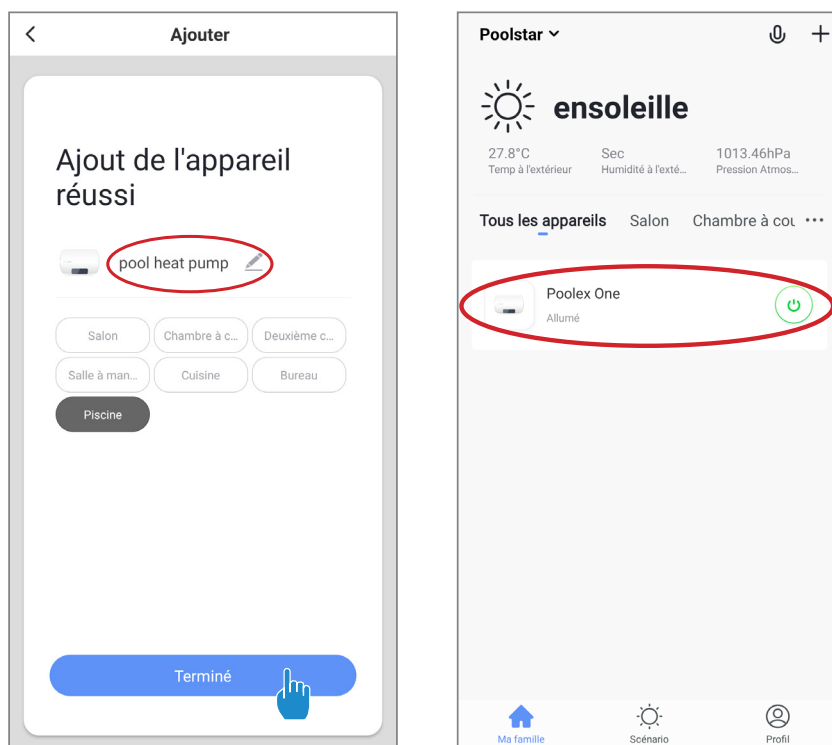 Ajouter
Ajout de l'appareil
réussi
pool heat pump
Salon Chambre à c... Deuxième c...
Salle à man... Cuisine Bureau
Piscine
Terminé
Poolstar
ensoleille
27.8°C Sec 1013.46hPa
Temp à l'extérieur Humidité à l'exté... Pression Atmos...
Tous les appareils Salon Chambre à cou
Poolex One
Allumé
Ma famille Scénario Profil